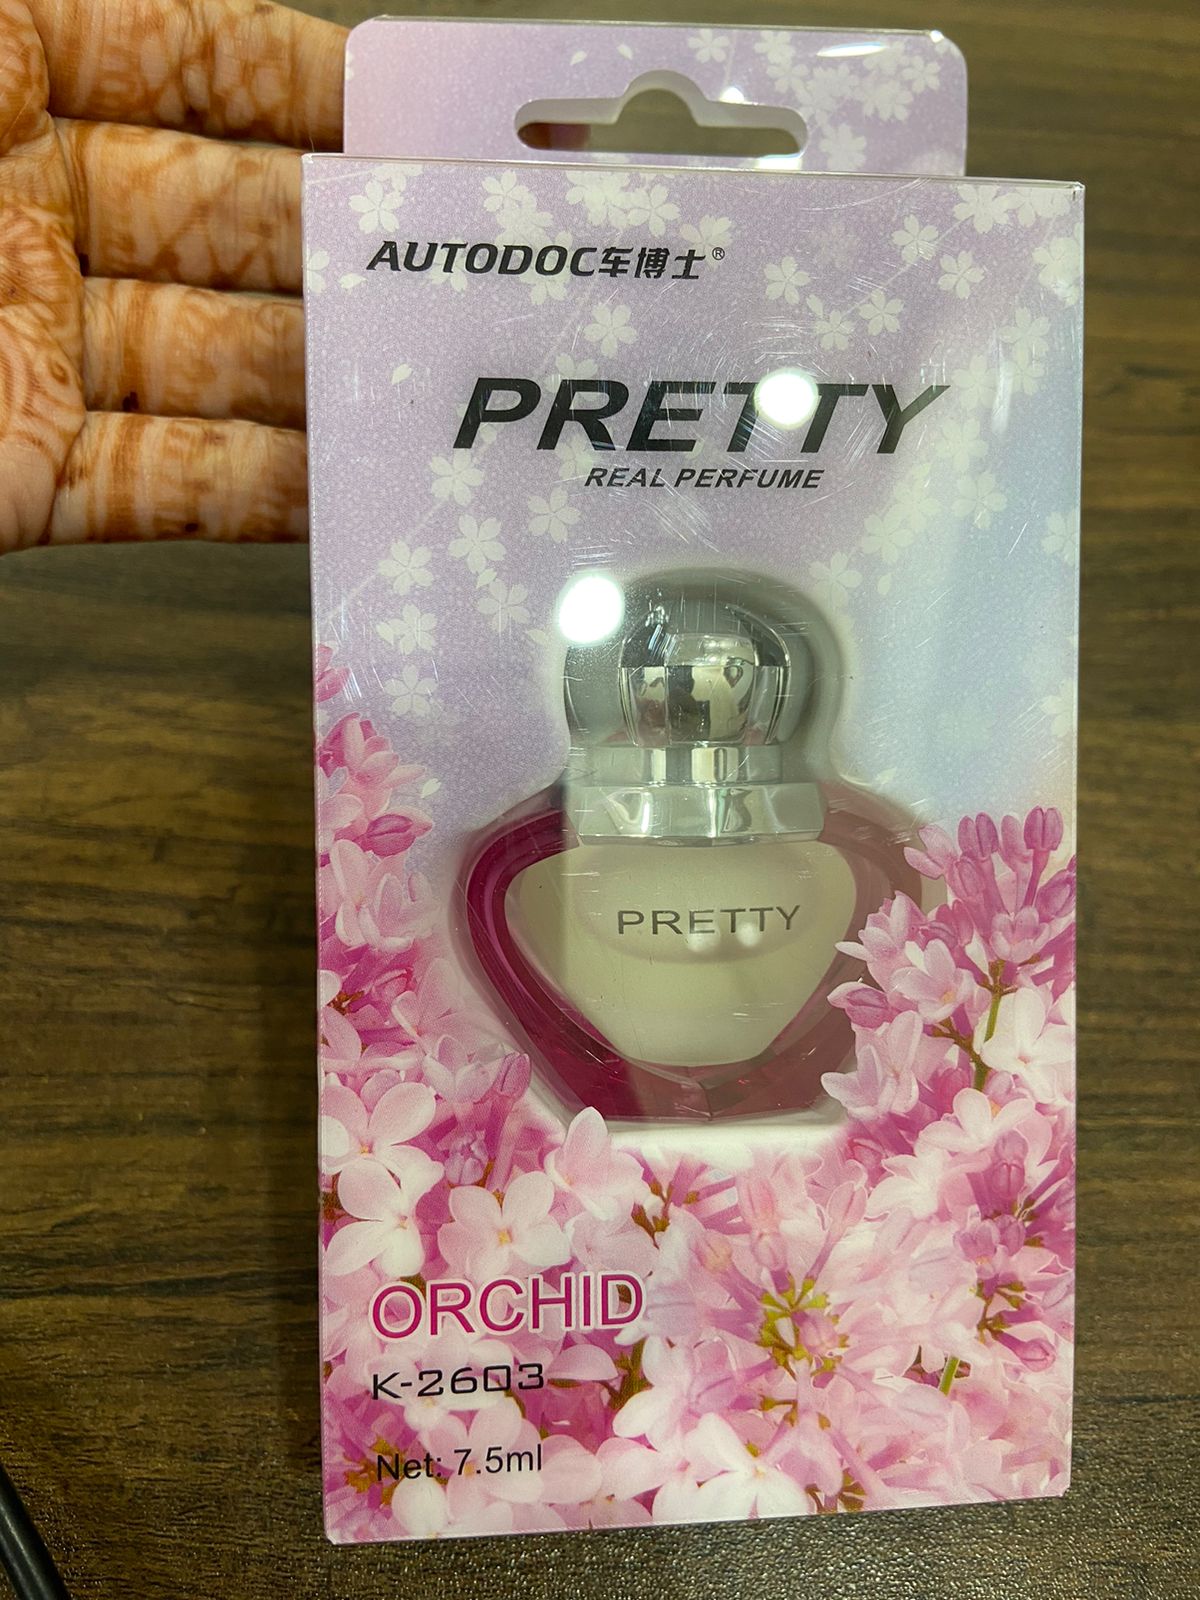 AUTODOC车博士®
PRETTY
REAL PERFUME
PRETTY
ORCHID
K-2603
Net: 7.5ml